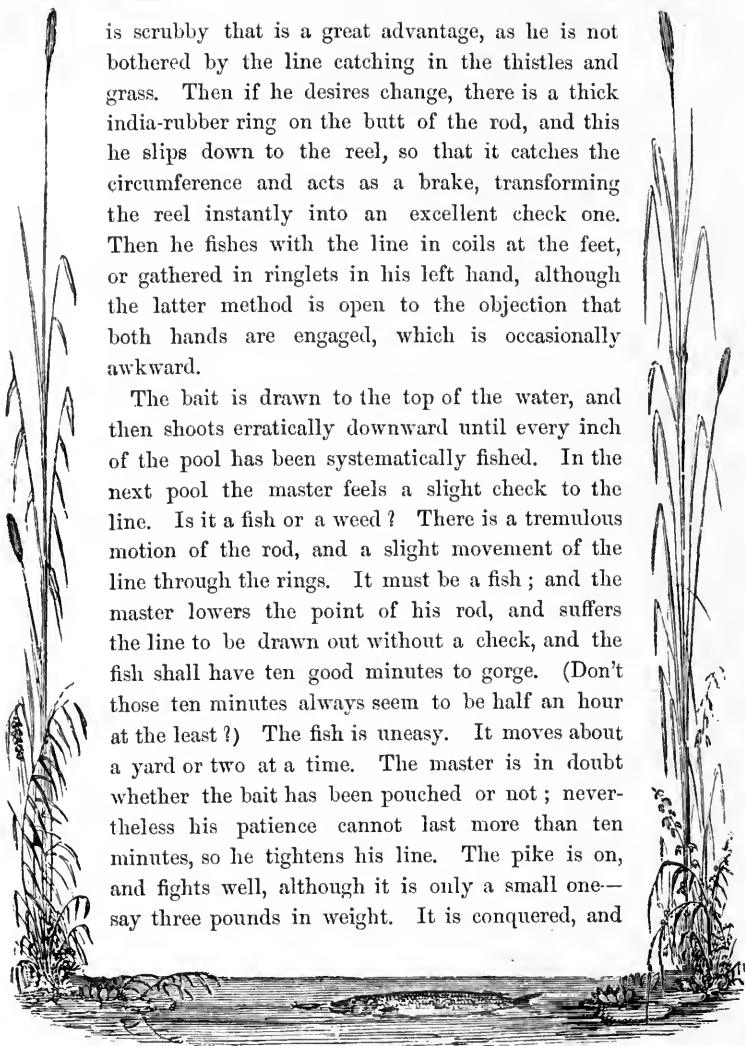 is scrubby that is a great advantage, as he is not
bothered by the line catching in the thistles and
grass. Then if he desires change, there is a thick
india-rubber ring on the butt of the rod, and this
he slips down to the reel, so that it catches the
circumference and acts as a brake, transforming
the reel instantly into an excellent check one.
Then he fishes with the line in coils at the feet,
or gathered in ringlets in his left hand, although
the latter method is open to the objection that
both hands are engaged, which is occasionally
awkward.
The bait is drawn to the top of the water, and
then shoots erratically downward until every inch
of the pool has been systematically fished. In the
next pool the master feels a slight check to the
line. Is it a fish or a weed ? There is a tremulous
motion of the rod, and a slight movement of the
line through the rings. It must be a fish ; and the
master lowers the point of his rod, and suffers
the line to be drawn out without a check, and the
fish shall have ten good minutes to gorge. (Don't
those ten minutes always seem to be half an hour
at the least ?) The fish is uneasy. It moves about
a yard or two at a time. The master is in doubt
whether the bait has been pouched or not ; never-
theless his patience cannot last more than ten
minutes, so he tightens his line. The pike is on,
and fights well, although it is only a small one—
say three pounds in weight. It is conquered, and